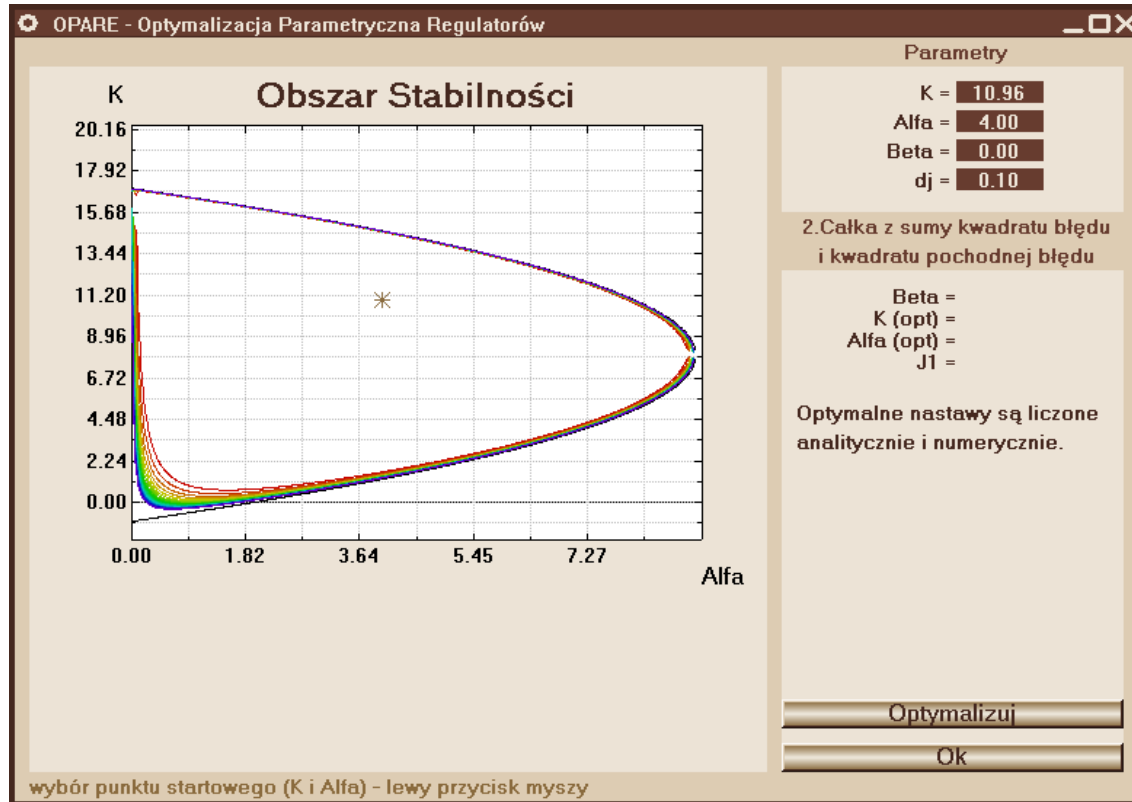 OPARE - Optymalizacja Parametryczna Regulatorów
Parametry
K = 10.96
Alfa = 4.00
Beta = 0.00
dj = 0.10
2.Całka z sumy kwadratu błędu
i kwadratu pochodnej błędu
Beta =
K (opt) =
Alfa (opt) =
J1 =
Optymalne nastawy są liczone
analitycznie i numerycznie.
Optymalizuj
Ok
K
Obszar Stabilności
20.16
17.92
15.68
13.44
11.20
8.96
6.72
4.48
2.24
0.00
0.00 1.82 3.64 5.45 7.27
Alfa
wybór punktu startowego (K i Alfa) - lewy przycisk myszy